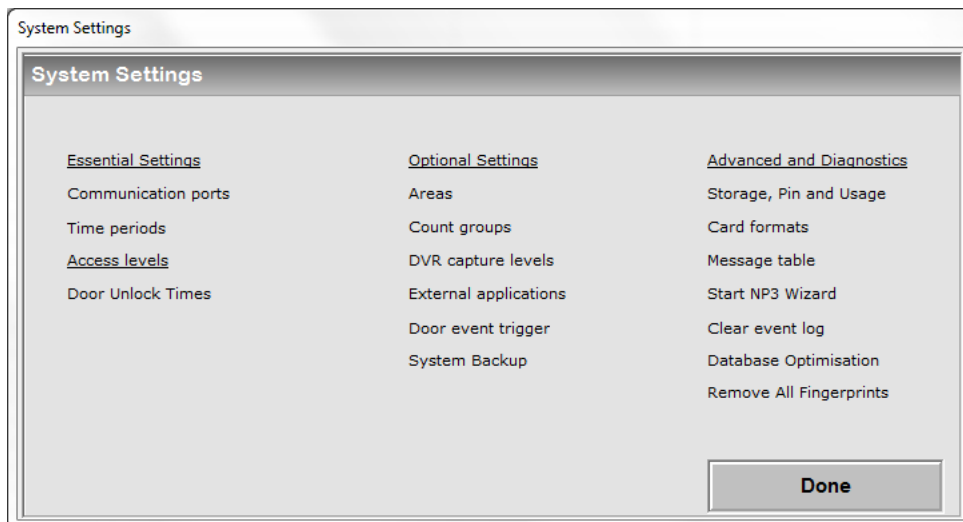 System Settings
System Settings
Essential Settings
Communication ports
Time periods
Access levels
Door Unlock Times
Optional Settings
Areas
Count groups
DVR capture levels
External applications
Door event trigger
System Backup
Advanced and Diagnostics
Storage, Pin and Usage
Card formats
Message table
Start NP3 Wizard
Clear event log
Database Optimisation
Remove All Fingerprints
Done